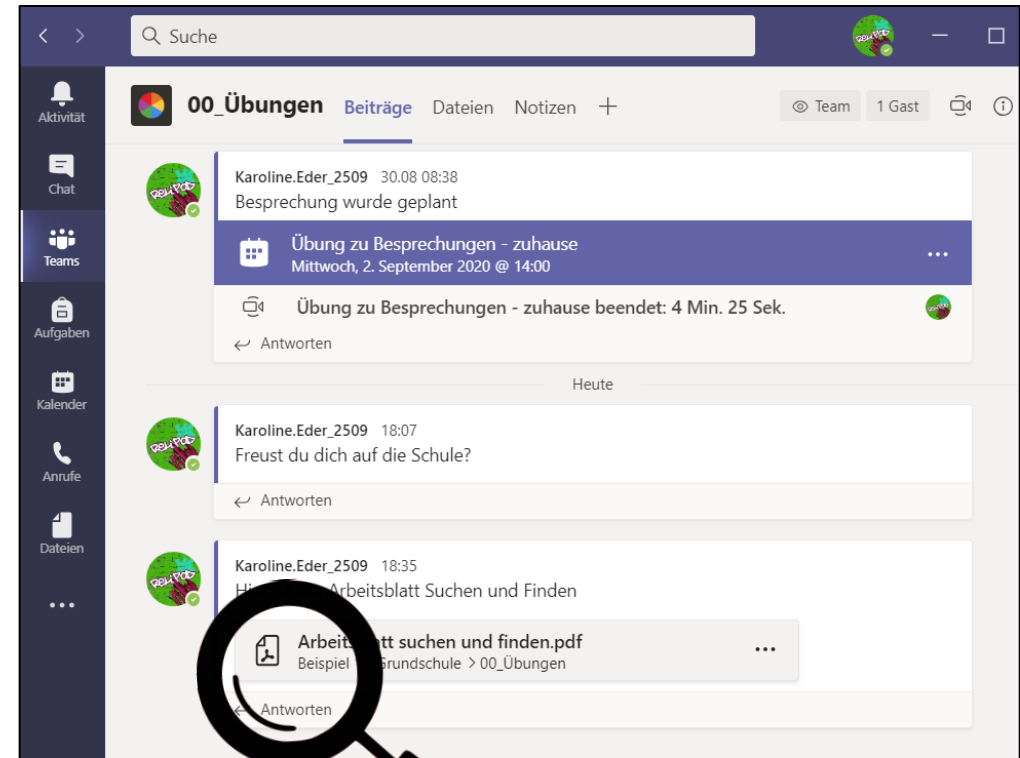 Suche
Aktivität
Chat
Teams
Aufgaben
Kalender
Anrufe
Dateien
00_Übungen Beiträge Dateien Notizen Team 1 Gast
Karoline.Eder_2509 30.08 08:38
Besprechung wurde geplant
Übung zu Besprechungen - zuhause
Mittwoch, 2. September 2020 @ 14:00
Übung zu Besprechungen - zuhause beendet: 4 Min. 25 Sek.
Antworten
Heute
Karoline.Eder_2509 18:07
Freust du dich auf die Schule?
Antworten
Karoline.Eder_2509 18:35
Arbeitsblatt Suchen und Finden
Arbeitsblatt suchen und finden.pdf
Beispiel Grundschule > 00_Übungen
Antworten